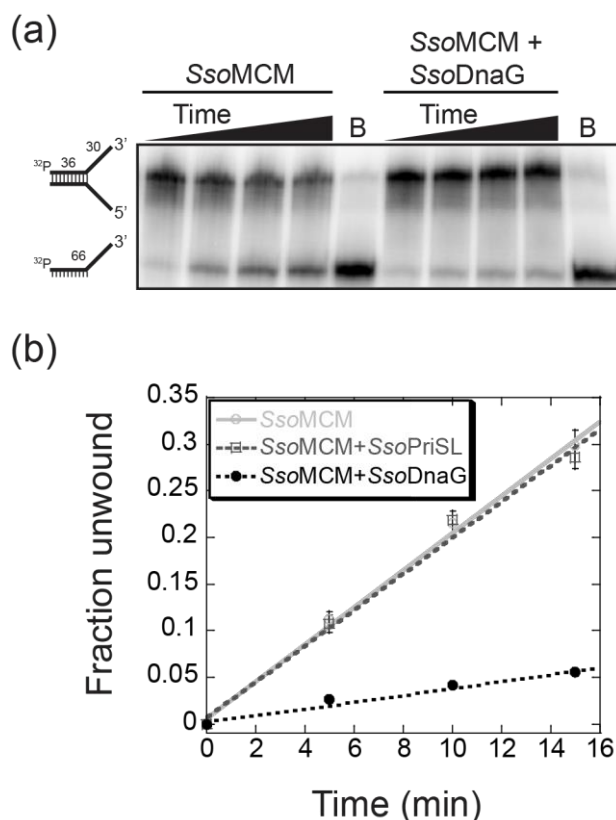 (a)
SsoMCM
SsoMCM +
SsoDnaG
Time
B
Time
B
32P
36
30
3’
5’
32P
66
3’
(b)
Fraction unwound
0.35
0.3
0.25
0.2
0.15
0.1
0.05
0
SsoMCM
SsoMCM+SsoPriSL
SsoMCM+SsoDnaG
0 2 4 6 8 10 12 14 16
Time (min)